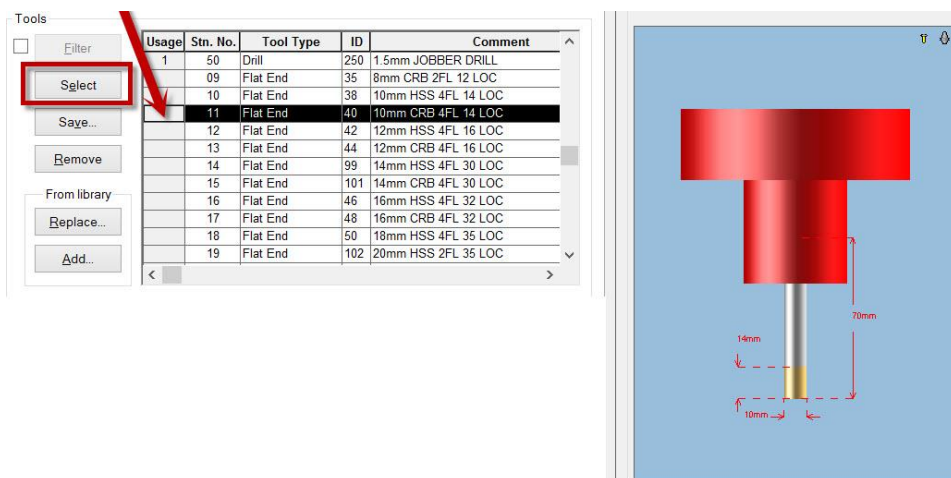 Tools
Filter
Select
Save...
Remove
From library
Replace...
Add...
Usage Stn. No. Tool Type ID Comment
1 50 Drill 250 1.5mm JOBBER DRILL
09 Flat End 35 8mm CRB 2FL 12 LOC
10 Flat End 38 10mm HSS 4FL 14 LOC
11 Flat End 40 10mm CRB 4FL 14 LOC
12 Flat End 42 12mm HSS 4FL 16 LOC
13 Flat End 44 12mm CRB 4FL 16 LOC
14 Flat End 99 14mm HSS 4FL 30 LOC
15 Flat End 101 14mm CRB 4FL 30 LOC
16 Flat End 46 16mm HSS 4FL 32 LOC
17 Flat End 48 16mm CRB 4FL 32 LOC
18 Flat End 50 18mm HSS 4FL 35 LOC
19 Flat End 102 20mm HSS 2FL 35 LOC
70mm
14mm
10mm